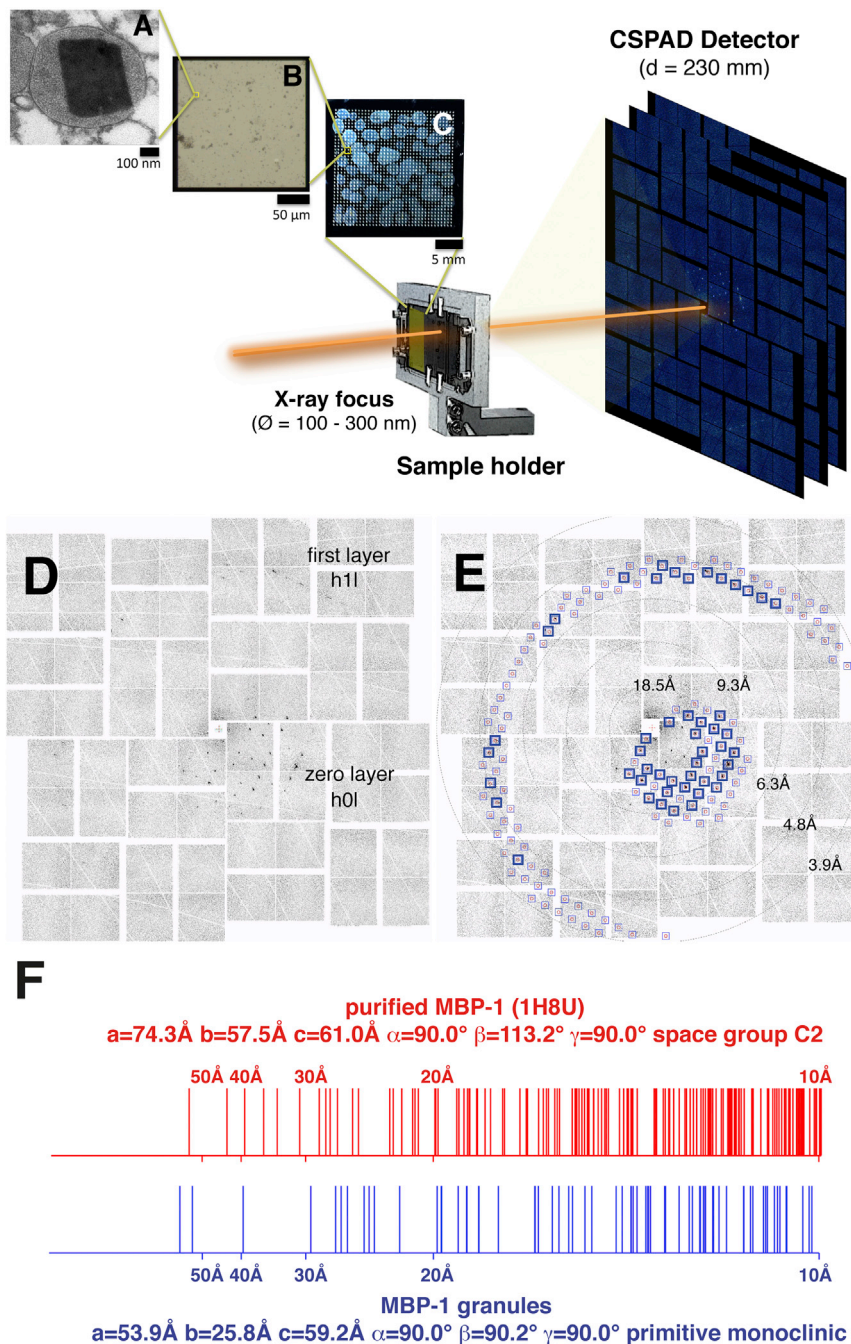 A
100 nm
B
50 µm
C
5 mm
CSPAD Detector
(d = 230 mm)
X-ray focus
(Ø = 100 - 300 nm)
Sample holder
D
first layer
h1l
zero layer
h0l
E
18.5Å 9.3Å
6.3Å
4.8Å
3.9Å
F
purified MBP-1 (1H8U)
a=74.3Å b=57.5Å c=61.0Å α=90.0° β=113.2° γ=90.0° space group C2
50Å 40Å 30Å 20Å 10Å
50Å 40Å 30Å 20Å 10Å
MBP-1 granules
a=53.9Å b=25.8Å c=59.2Å α=90.0° β=90.2° γ=90.0° primitive monoclinic